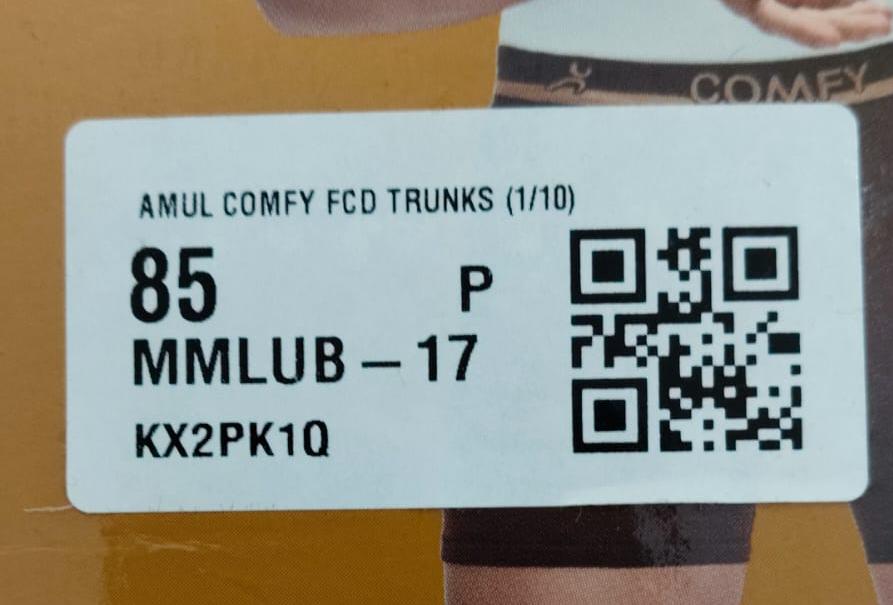 COMFY
AMUL COMFY FCD TRUNKS (1/10)
85 P
MMLUB – 17
KX2PK1Q